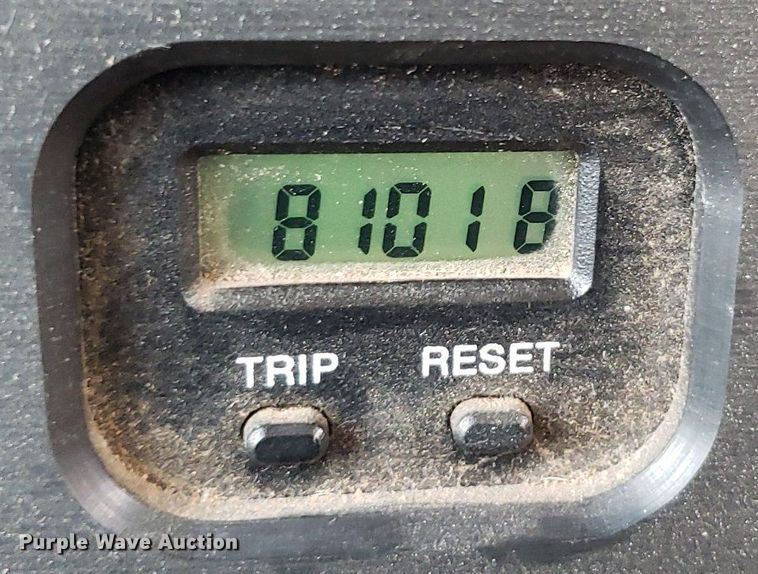 81018
TRIP RESET
Purple Wave Auction